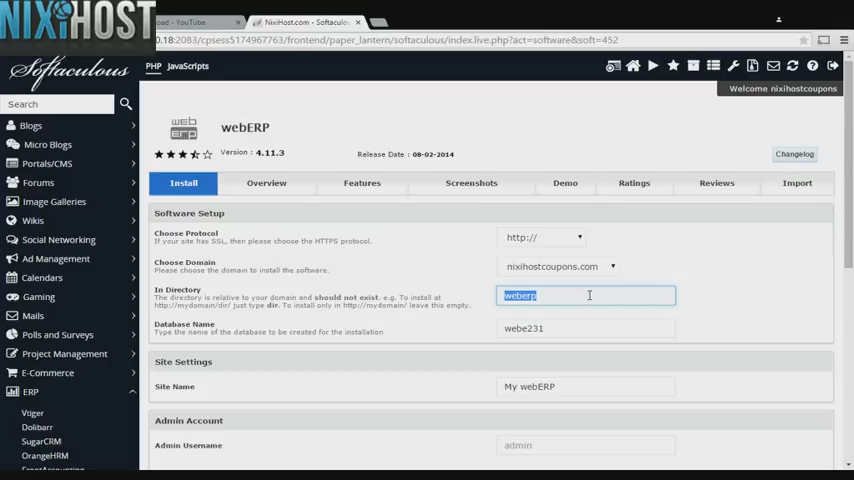 NIXIHOST
oad - YouTube
NixiHost.com - Softaculous
0.18:2083/cpsess5174967763/frontend/paper_lantern/softaculous/index.live.php?act=software&soft=452
Softaculous
PHP JavaScripts
Welcome nixihostcoupons
Search
Blogs
Micro Blogs
Portals/CMS
Forums
Image Galleries
Wikis
Social Networking
Ad Management
Calendars
Gaming
Mails
Polls and Surveys
Project Management
E-Commerce
ERP
Vtiger
Dolibarr
SugarCRM
OrangeHRM
FrontAccounting
web
erp
webERP
Version : 4.11.3
Release Date : 08-02-2014
Changelog
Install Overview Features Screenshots Demo Ratings Reviews Import
Software Setup
Choose Protocol
If your site has SSL, then please choose the HTTPS protocol.
http://
Choose Domain
Please choose the domain to install the software.
nixihostcoupons.com
In Directory
The directory is relative to your domain and should not exist. e.g. To install at
http://mydomain/dir/ just type dir. To install only in http://mydomain/ leave this empty.
weberp
Database Name
Type the name of the database to be created for the installation
webe231
Site Settings
Site Name
My webERP
Admin Account
Admin Username
admin